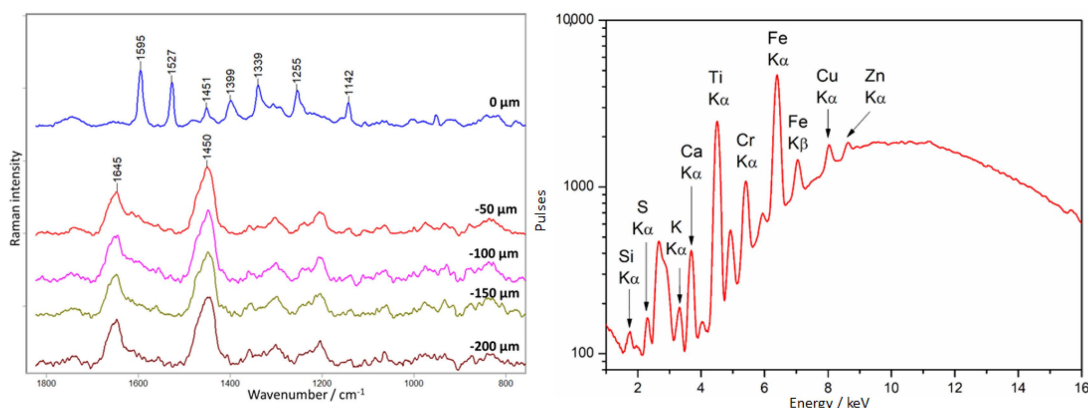 1595
1527
1451
1399
1339
1255
1142
0 µm
1645
1450
-50 µm
-100 µm
-150 µm
-200 µm
Raman intensity
1800
1600
1400
1200
1000
800
Wavenumber / cm-1
10,000
1000
100
Pulses
Si
Kα
S
Kα
K
Kα
Ca
Kα
Ti
Kα
Cr
Kα
Fe
Kα
Fe
Kβ
Cu
Kα
Zn
Kα
2
4
6
8
10
12
14
16
Energy / keV